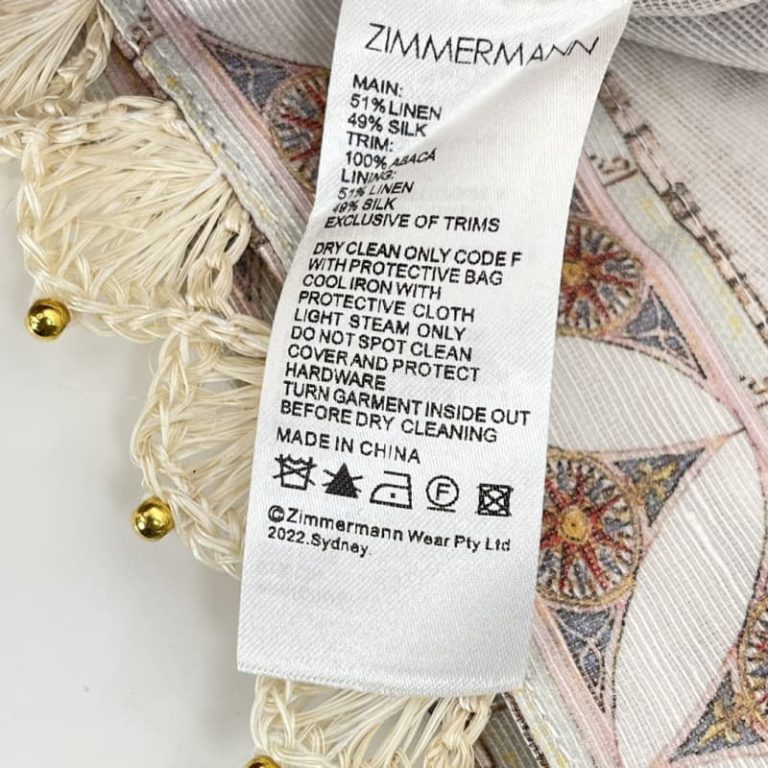 ZIMMERMANN
MAIN:
51% LINEN
49% SILK
TRIM:
100% ABACÁ
LINING:
51% LINEN
49% SILK
EXCLUSIVE OF TRIMS
DRY CLEAN ONLY CODE F
WITH PROTECTIVE BAG
COOL IRON WITH
PROTECTIVE CLOTH
LIGHT STEAM ONLY
DO NOT SPOT CLEAN
COVER AND PROTECT
HARDWARE
TURN GARMENT INSIDE OUT
BEFORE DRY CLEANING
MADE IN CHINA
F
©Zimmermann Wear Pty Ltd
2022.Sydney.